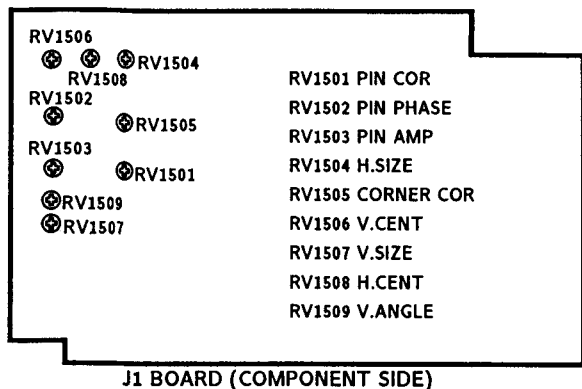 RV1506
RV1504
RV1508
RV1502
RV1505
RV1503
RV1501
RV1509
RV1507
RV1501 PIN COR
RV1502 PIN PHASE
RV1503 PIN AMP
RV1504 H.SIZE
RV1505 CORNER COR
RV1506 V.CENT
RV1507 V.SIZE
RV1508 H.CENT
RV1509 V.ANGLE
J1 BOARD (COMPONENT SIDE)